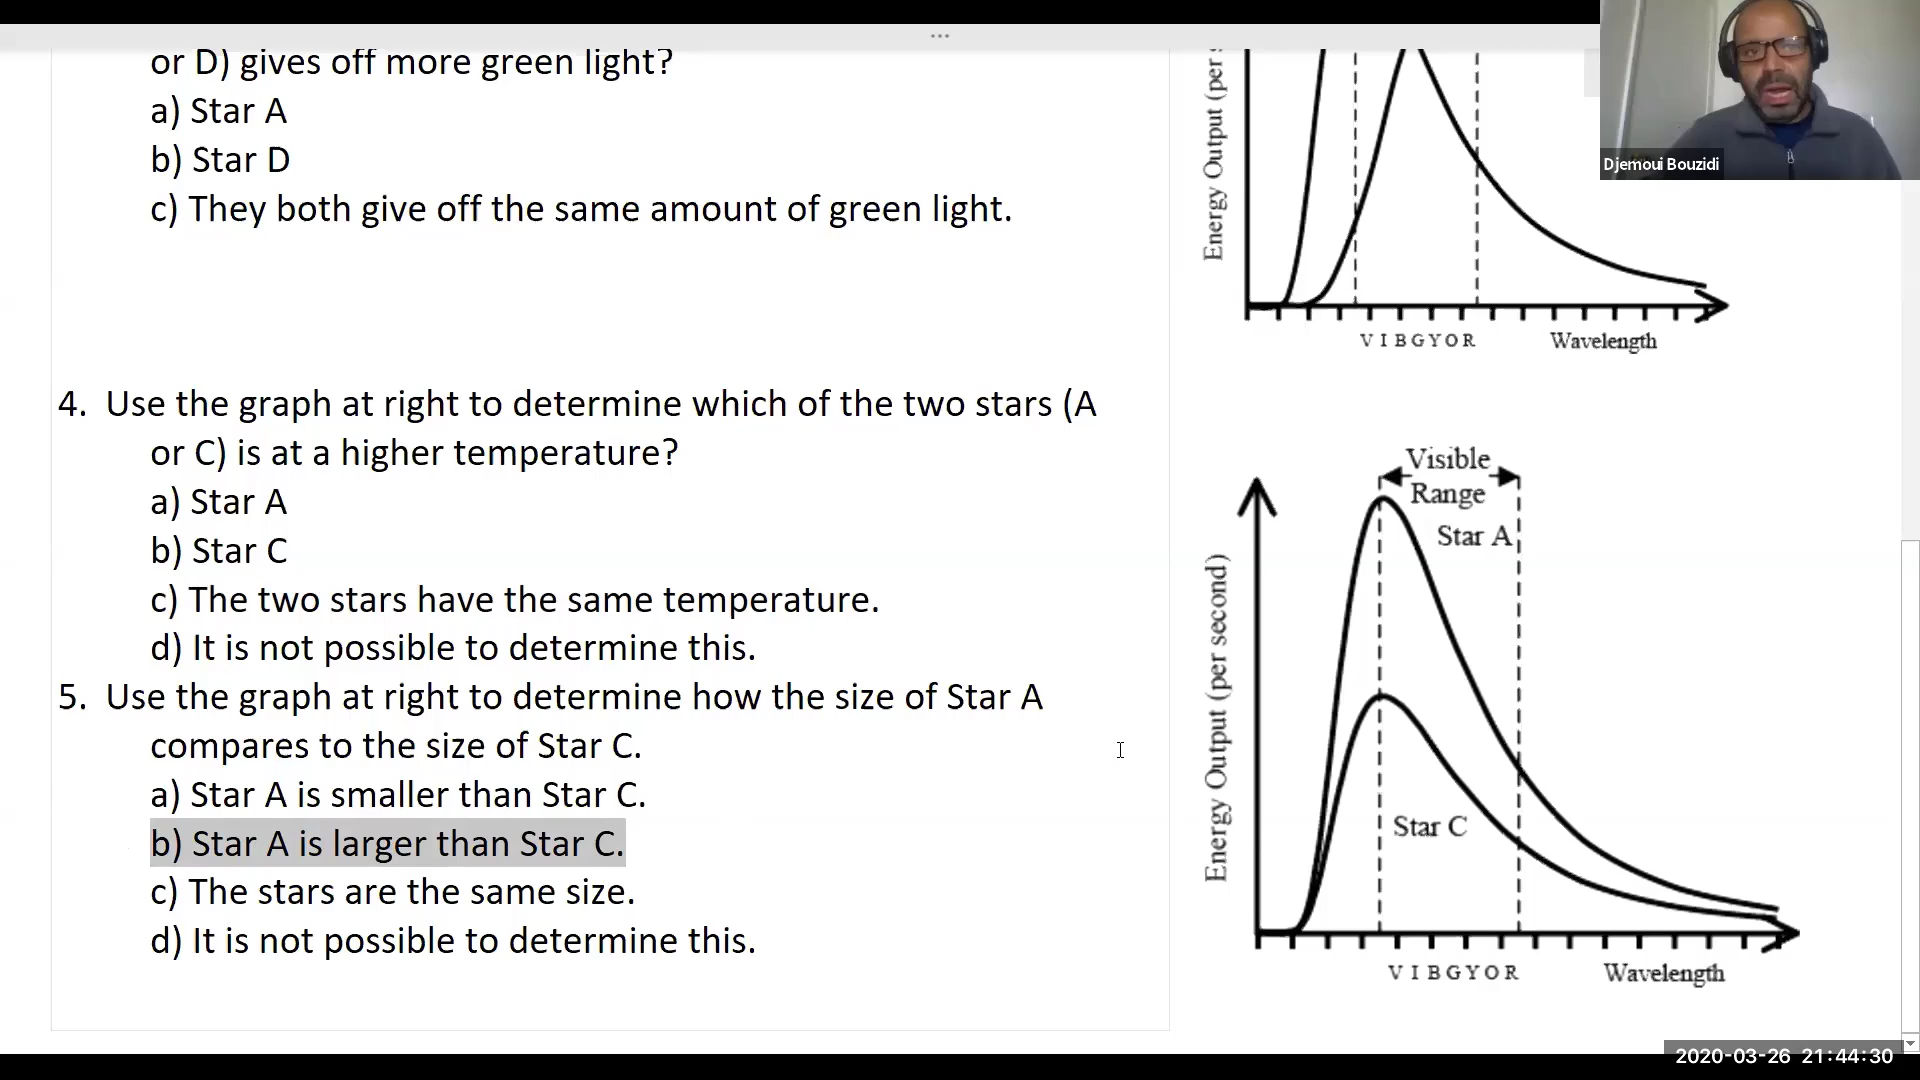 or D) gives off more green light?
a) Star A
b) Star D
c) They both give off the same amount of green light.
Energy Output (per s
V I B G Y O R
Wavelength
Djemoui Bouzidi
4. Use the graph at right to determine which of the two stars (A
or C) is at a higher temperature?
a) Star A
b) Star C
c) The two stars have the same temperature.
d) It is not possible to determine this.
5. Use the graph at right to determine how the size of Star A
compares to the size of Star C.
a) Star A is smaller than Star C.
b) Star A is larger than Star C.
c) The stars are the same size.
d) It is not possible to determine this.
Visible
Range
Star A
Energy Output (per second)
Star C
V I B G Y O R
Wavelength
2020-03-26 21:44:30